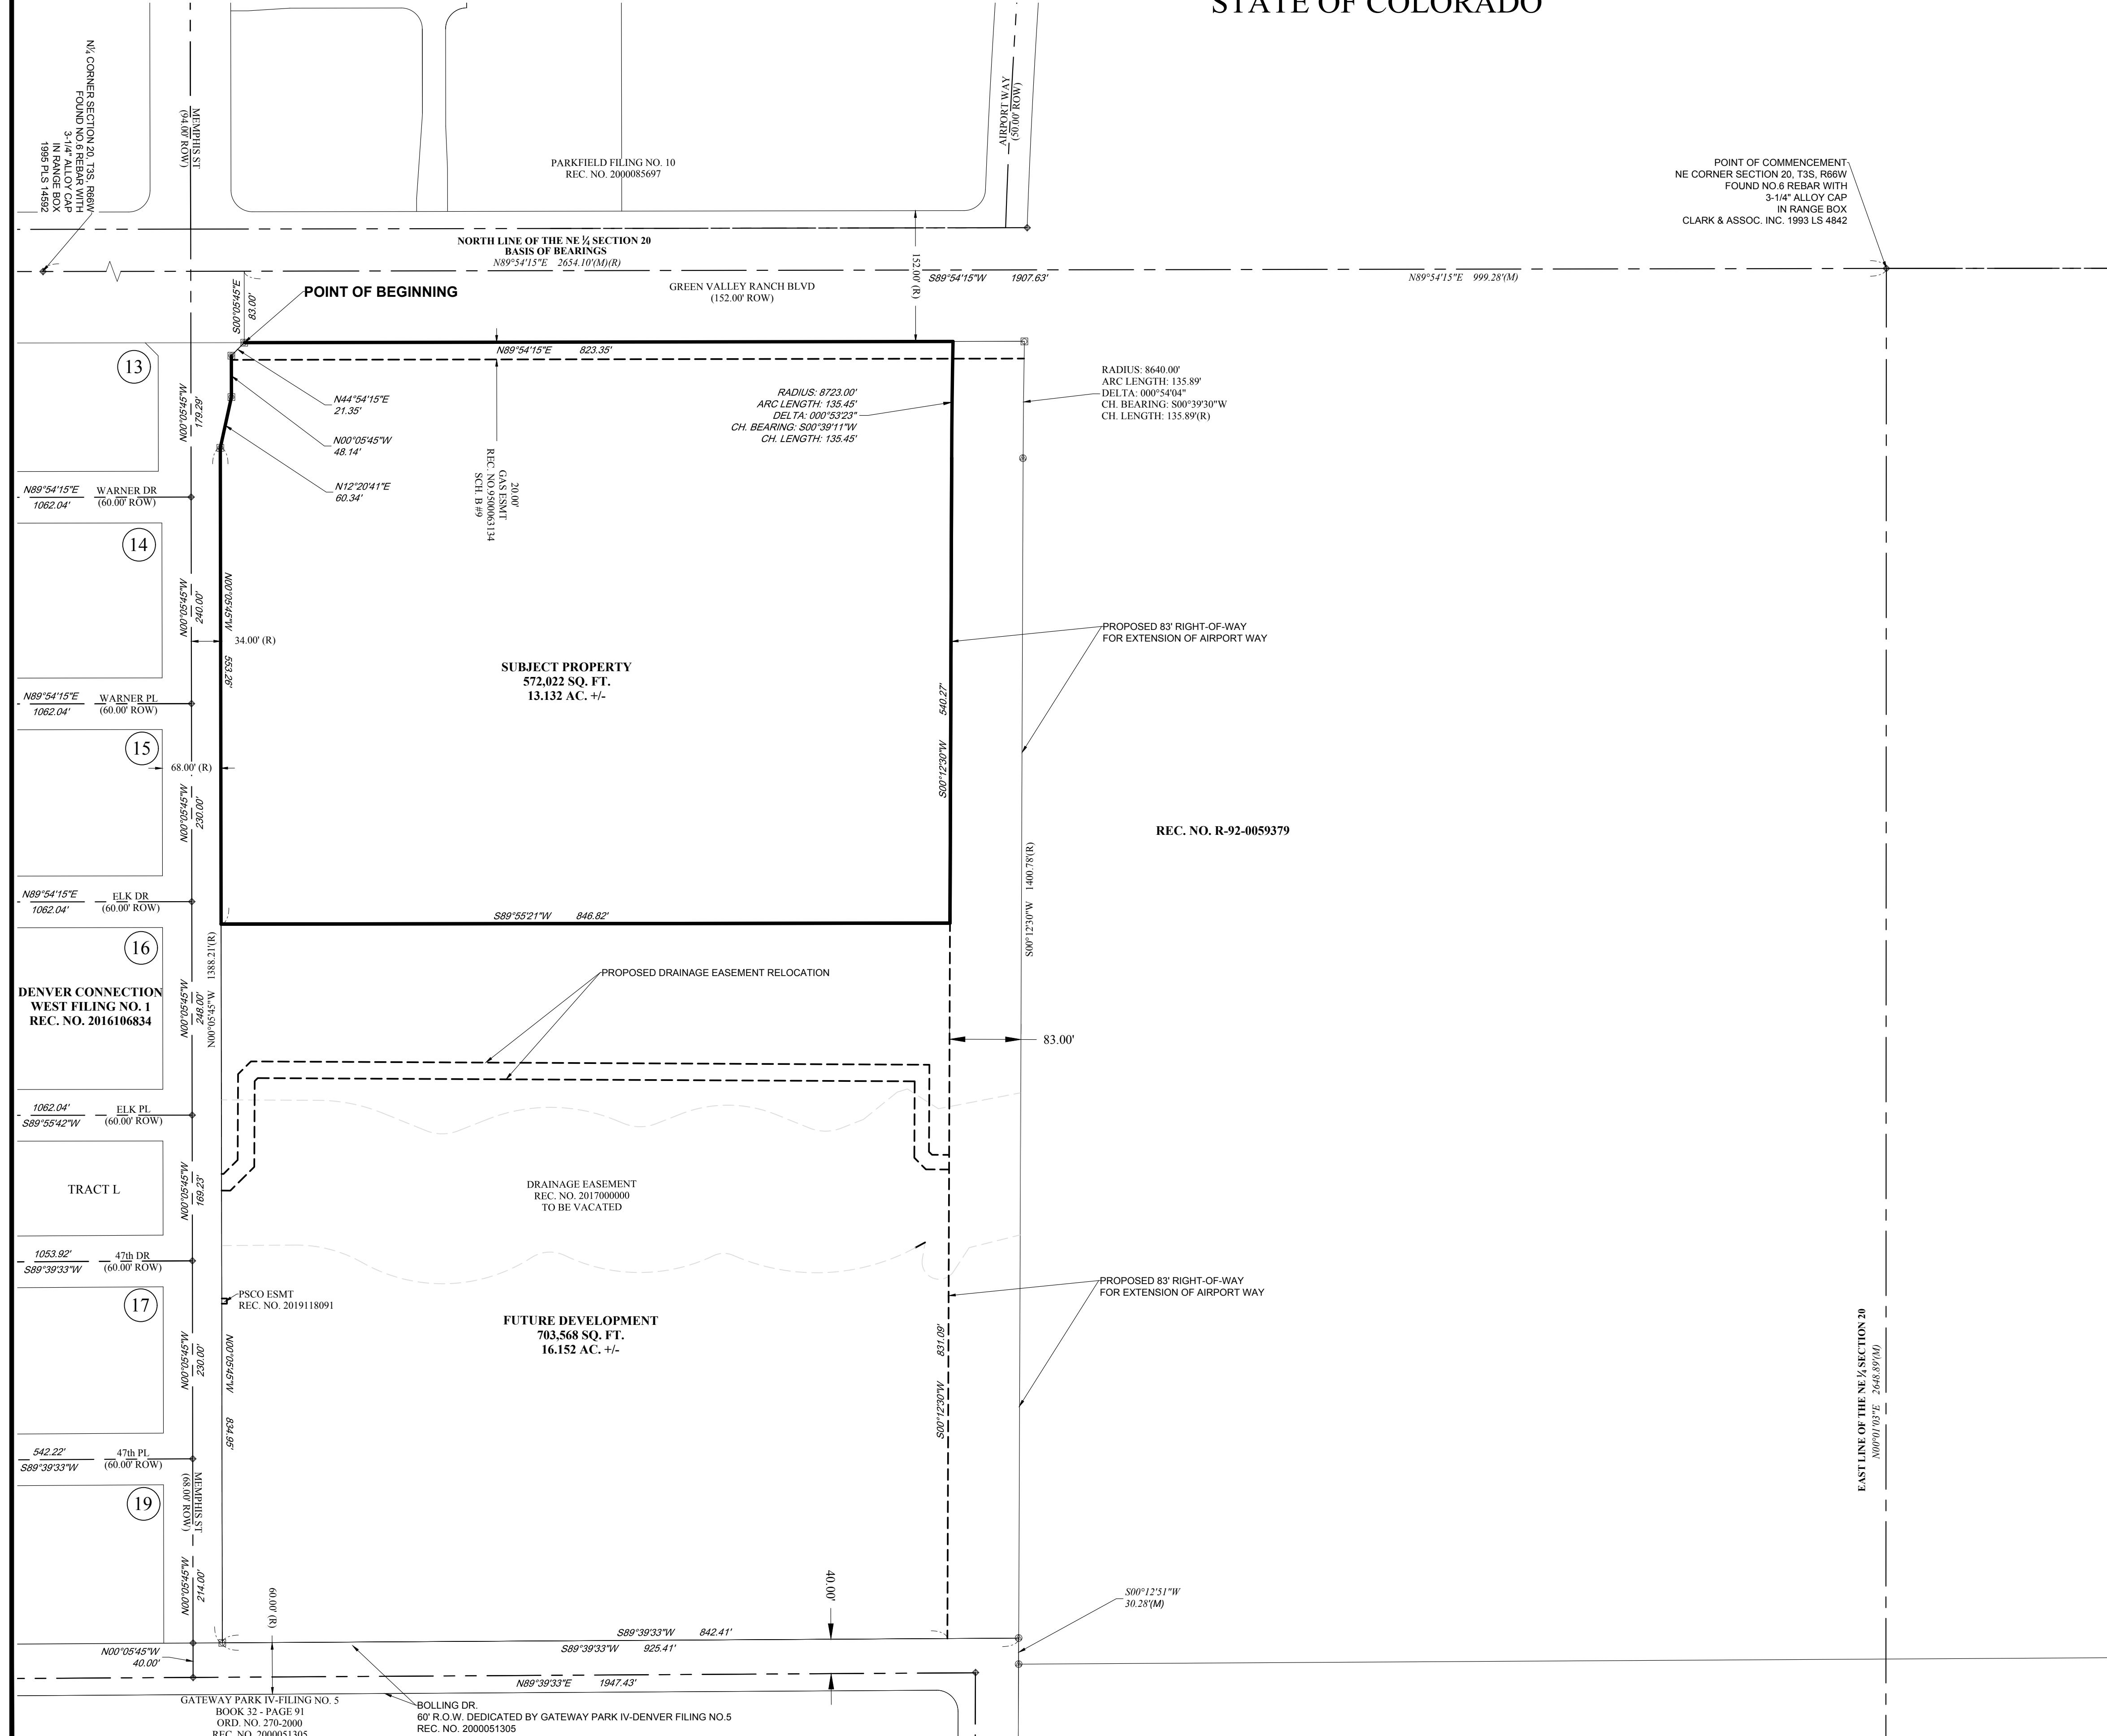 STATE OF COLORADO
N¼ CORNER SECTION 20, T3S, R66W
FOUND NO.6 REBAR WITH
3-1/4" ALLOY CAP
IN RANGE BOX
1995 PLS 14592
MEMPHIS ST
(94.00' ROW)
PARKFIELD FILING NO. 10
REC. NO. 2000085697
AIRPORT WAY
(50.00' ROW)
POINT OF COMMENCEMENT
NE CORNER SECTION 20, T3S, R66W
FOUND NO.6 REBAR WITH
3-1/4" ALLOY CAP
IN RANGE BOX
CLARK & ASSOC. INC. 1993 LS 4842
NORTH LINE OF THE NE ¼ SECTION 20
BASIS OF BEARINGS
N89°54'15"E 2654.10'(M)(R)
152.00' (R)
S89°54'15"W 1907.63'
N89°54'15"E 999.28'(M)
S00°05'45"E
83.00'
POINT OF BEGINNING
GREEN VALLEY RANCH BLVD
(152.00' ROW)
N89°54'15"E 823.35'
13
N00°05'45"W
179.29'
N44°54'15"E
21.35'
N00°05'45"W
48.14'
N12°20'41"E
60.34'
20.00'
GAS ESMT
REC. NO.9500063134
SCH. B #9
RADIUS: 8723.00'
ARC LENGTH: 135.45'
DELTA: 000°53'23"
CH. BEARING: S00°39'11"W
CH. LENGTH: 135.45'
RADIUS: 8640.00'
ARC LENGTH: 135.89'
DELTA: 000°54'04"
CH. BEARING: S00°39'30"W
CH. LENGTH: 135.89'(R)
N89°54'15"E WARNER DR
1062.04' (60.00' ROW)
14
N00°05'45"W
240.00'
N00°05'45"W 553.26'
34.00' (R)
SUBJECT PROPERTY
572,022 SQ. FT.
13.132 AC. +/-
S00°12'30"W 540.27'
PROPOSED 83' RIGHT-OF-WAY
FOR EXTENSION OF AIRPORT WAY
N89°54'15"E WARNER PL
1062.04' (60.00' ROW)
15
68.00' (R)
N00°05'45"W
230.00'
REC. NO. R-92-0059379
S00°12'30"W 1400.78'(R)
N89°54'15"E ELK DR
1062.04' (60.00' ROW)
S89°55'21"W 846.82'
16
DENVER CONNECTION
WEST FILING NO. 1
REC. NO. 2016106834
N00°05'45"W
248.00'
N00°05'45"W 1388.21'(R)
PROPOSED DRAINAGE EASEMENT RELOCATION
83.00'
1062.04' ELK PL
S89°55'42"W (60.00' ROW)
TRACT L
N00°05'45"W
169.23'
DRAINAGE EASEMENT
REC. NO. 2017000000
TO BE VACATED
1053.92' 47th DR
S89°39'33"W (60.00' ROW)
17
PSCO ESMT
REC. NO. 2019118091
PROPOSED 83' RIGHT-OF-WAY
FOR EXTENSION OF AIRPORT WAY
FUTURE DEVELOPMENT
703,568 SQ. FT.
16.152 AC. +/-
N00°05'45"W
230.00'
N00°05'45"W 834.95'
S00°12'30"W 831.09'
EAST LINE OF THE NE ¼ SECTION 20
N00°01'03"E 2648.89'(M)
542.22' 47th PL
S89°39'33"W (60.00' ROW)
MEMPHIS ST
(68.00' ROW)
19
N00°05'45"W
214.00'
60.00' (R)
40.00'
S00°12'51"W
30.28'(M)
S89°39'33"W 842.41'
S89°39'33"W 925.41'
N00°05'45"W
40.00'
N89°39'33"E 1947.43'
GATEWAY PARK IV-FILING NO. 5
BOOK 32 - PAGE 91
ORD. NO. 270-2000
REC. NO. 2000051305
BOLLING DR.
60' R.O.W. DEDICATED BY GATEWAY PARK IV-DENVER FILING NO.5
REC. NO. 2000051305